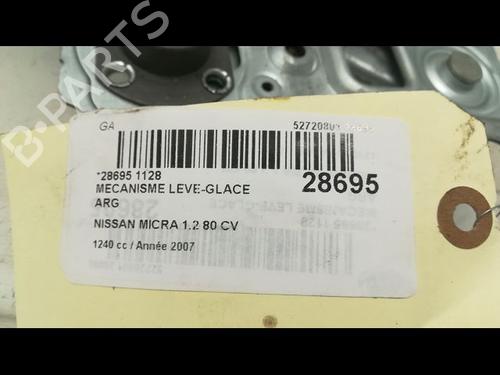 B-PARTS
GA
*28695 1128
MECANISME LEVE-GLACE
28695
ARG
NISSAN MICRA 1.2 80 CV
1240 cc / Année 2007